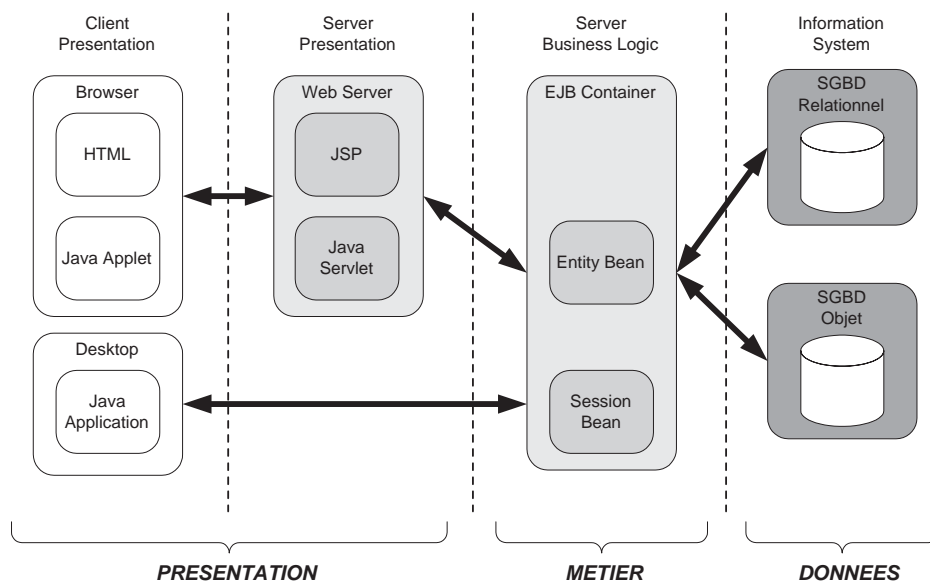 Client
Presentation
Server
Presentation
Server
Business Logic
Information
System
Browser
HTML
Java Applet
Desktop
Java
Application
Web Server
JSP
Java
Servlet
EJB Container
Entity Bean
Session
Bean
SGBD
Relationnel
SGBD
Objet
PRESENTATION
METIER
DONNEES